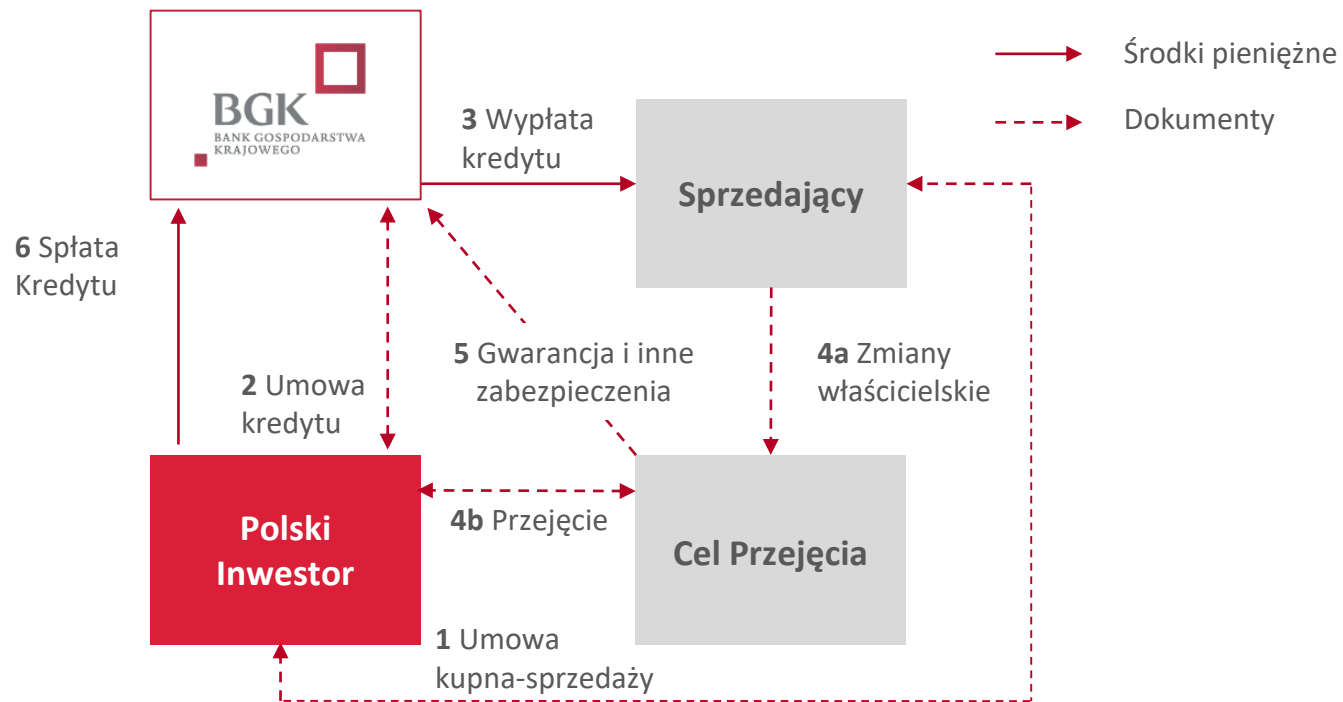 BGK
BANK GOSPODARSTWA
KRAJOWEGO
Środki pieniężne
Dokumenty
3 Wypłata
kredytu
Sprzedający
6 Spłata
Kredytu
2 Umowa
kredytu
5 Gwarancja i inne
zabezpieczenia
4a Zmiany
właścicielskie
Polski
Inwestor
4b Przejęcie
Cel Przejęcia
1 Umowa
kupna-sprzedaży